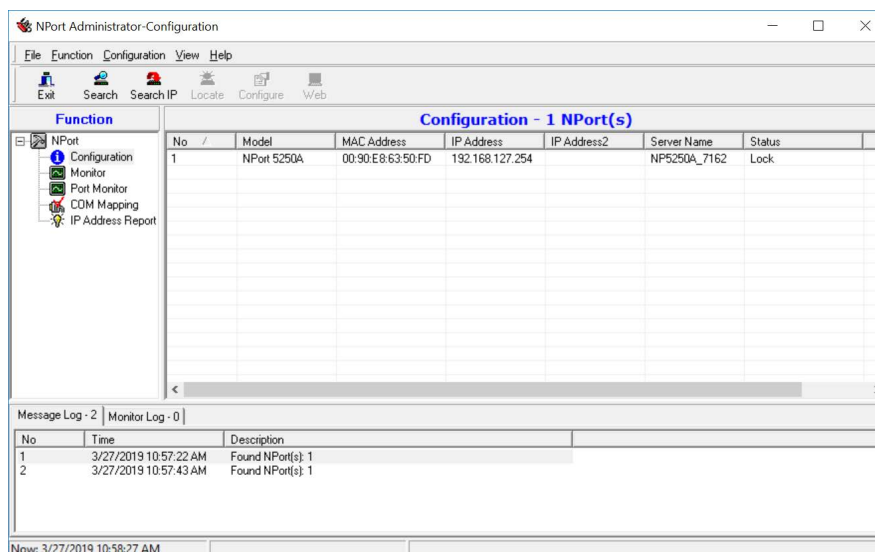 NPort Administrator-Configuration
File Function Configuration View Help
Exit Search Search IP Locate Configure Web
Function
Configuration - 1 NPort(s)
NPort
Configuration
Monitor
Port Monitor
COM Mapping
IP Address Report
No / Model MAC Address IP Address IP Address2 Server Name Status
1 NPort 5250A 00:90:E8:63:50:FD 192.168.127.254 NP5250A_7162 Lock
Message Log - 2 Monitor Log - 0
No Time Description
1 3/27/2019 10:57:22 AM Found NPort(s): 1
2 3/27/2019 10:57:43 AM Found NPort(s): 1
Now: 3/27/2019 10:58:27 AM